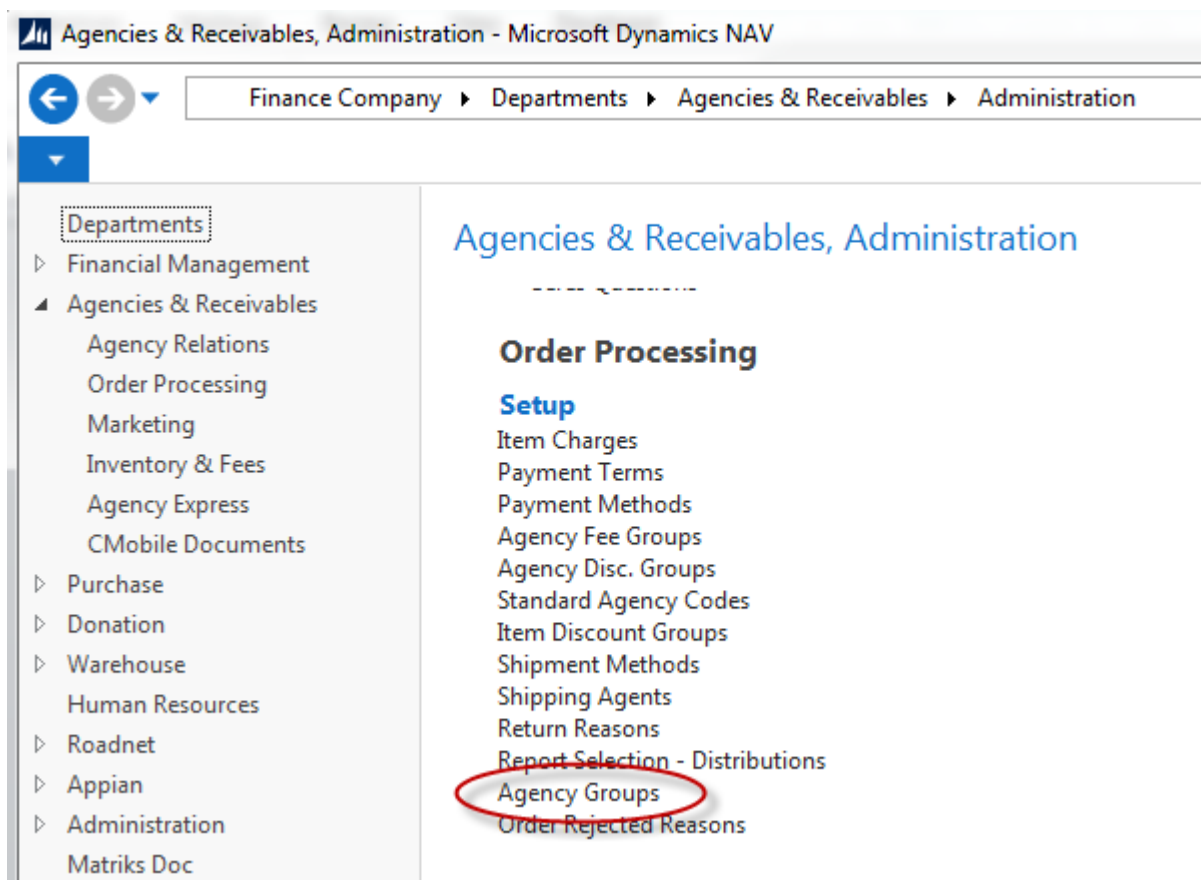 Agencies & Receivables, Administration - Microsoft Dynamics NAV
Finance Company ▸ Departments ▸ Agencies & Receivables ▸ Administration
Departments
Financial Management
Agencies & Receivables
Agency Relations
Order Processing
Marketing
Inventory & Fees
Agency Express
CMobile Documents
Purchase
Donation
Warehouse
Human Resources
Roadnet
Appian
Administration
Matriks Doc
Agencies & Receivables, Administration
Order Processing
Setup
Item Charges
Payment Terms
Payment Methods
Agency Fee Groups
Agency Disc. Groups
Standard Agency Codes
Item Discount Groups
Shipment Methods
Shipping Agents
Return Reasons
Report Selection - Distributions
Agency Groups
Order Rejected Reasons